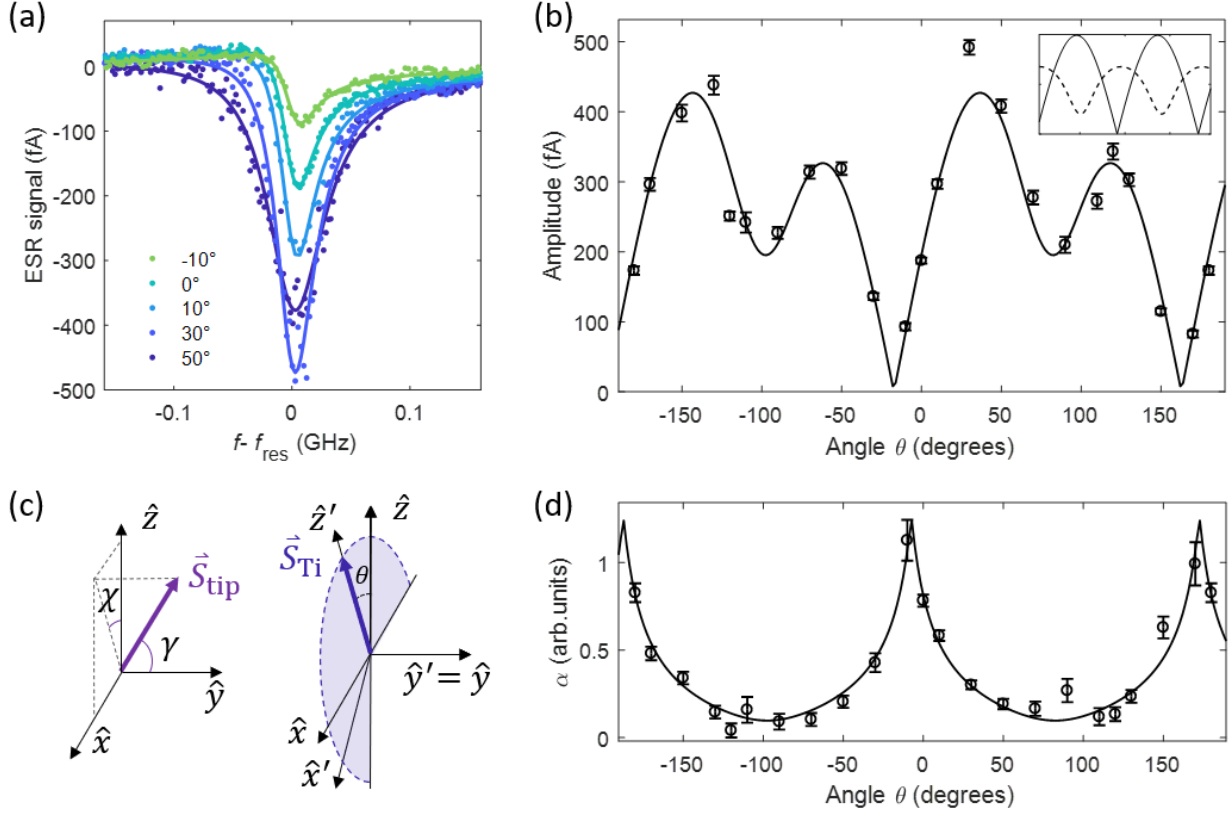 (a)
ESR signal (fA)
0
-100
-200
-300
-400
-500
-10°
0°
10°
30°
50°
-0.1
0
0.1
f- f_res (GHz)
(b)
Amplitude (fA)
500
400
300
200
100
0
-150
-100
-50
0
50
100
150
Angle θ (degrees)
(c)
ẑ
S⃗_tip
χ
γ
ŷ
x̂
ẑ′
ẑ
S⃗_Ti
θ
ŷ′ = ŷ
x̂
x̂′
(d)
α (arb.units)
1
0.5
0
-150
-100
-50
0
50
100
150
Angle θ (degrees)